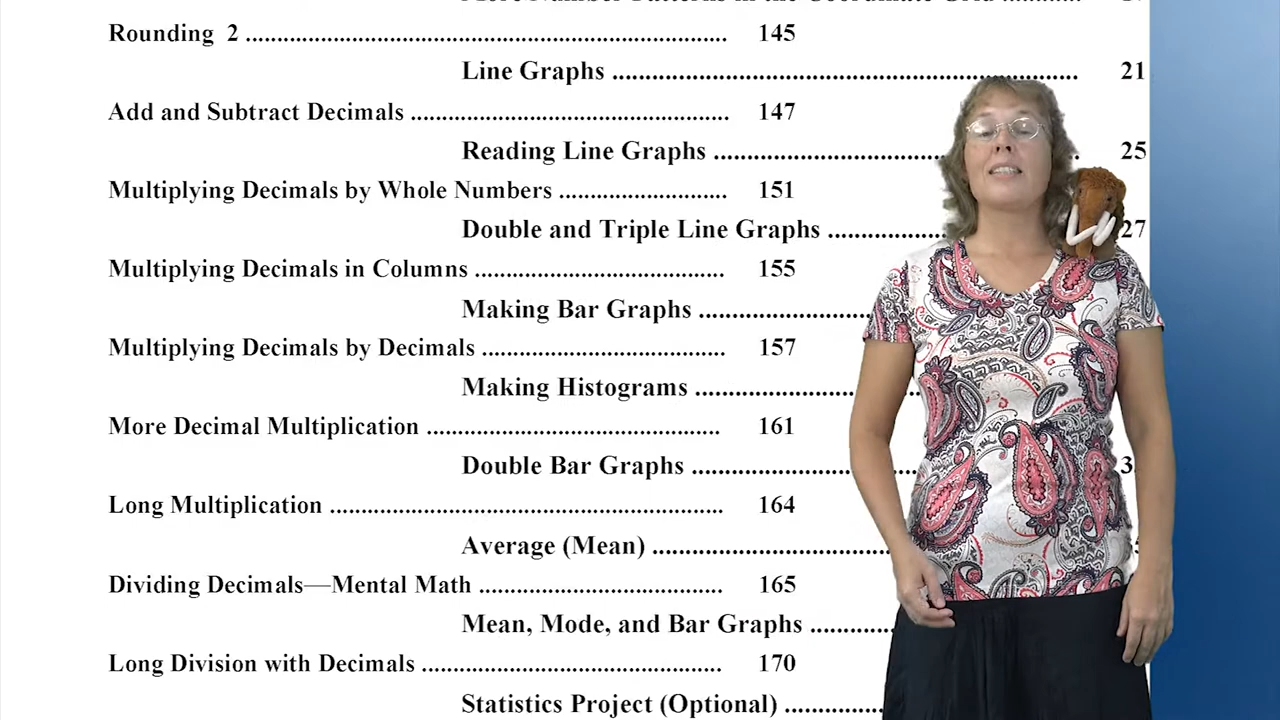 Rounding 2 ........ 145
Line Graphs ........ 21
Add and Subtract Decimals ........ 147
Reading Line Graphs ........ 25
Multiplying Decimals by Whole Numbers ........ 151
Double and Triple Line Graphs ........ 27
Multiplying Decimals in Columns ........ 155
Making Bar Graphs ........
Multiplying Decimals by Decimals ........ 157
Making Histograms ........
More Decimal Multiplication ........ 161
Double Bar Graphs ........
Long Multiplication ........ 164
Average (Mean) ........
Dividing Decimals—Mental Math ........ 165
Mean, Mode, and Bar Graphs ........
Long Division with Decimals ........ 170
Statistics Project (Optional) ........